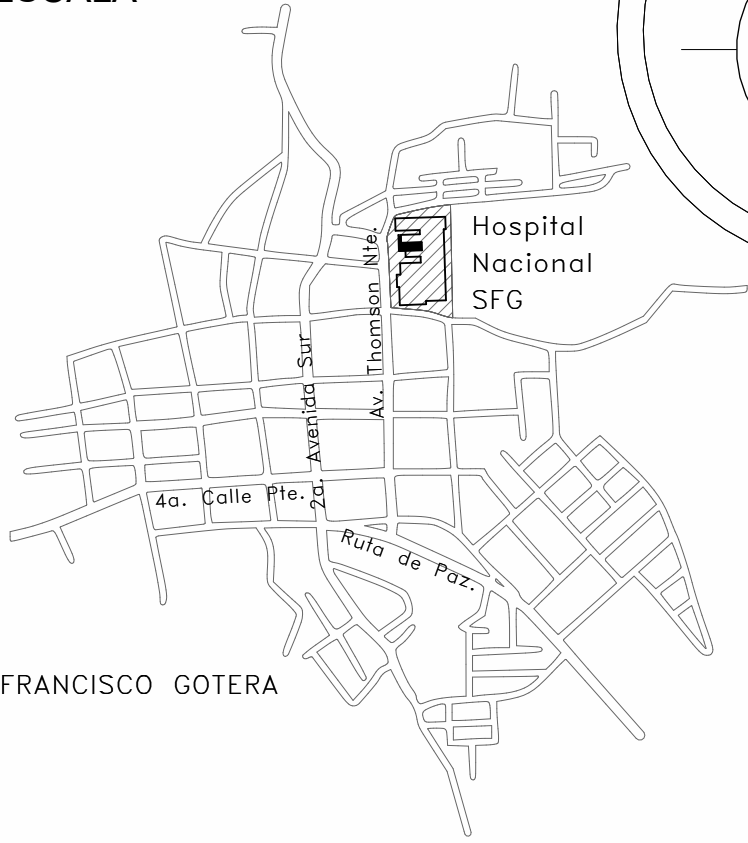 Hospital
Nacional
SFG
Av. Thomson Nte.
2a. Avenida Sur
4a. Calle Pte.
Ruta de Paz.
FRANCISCO GOTERA